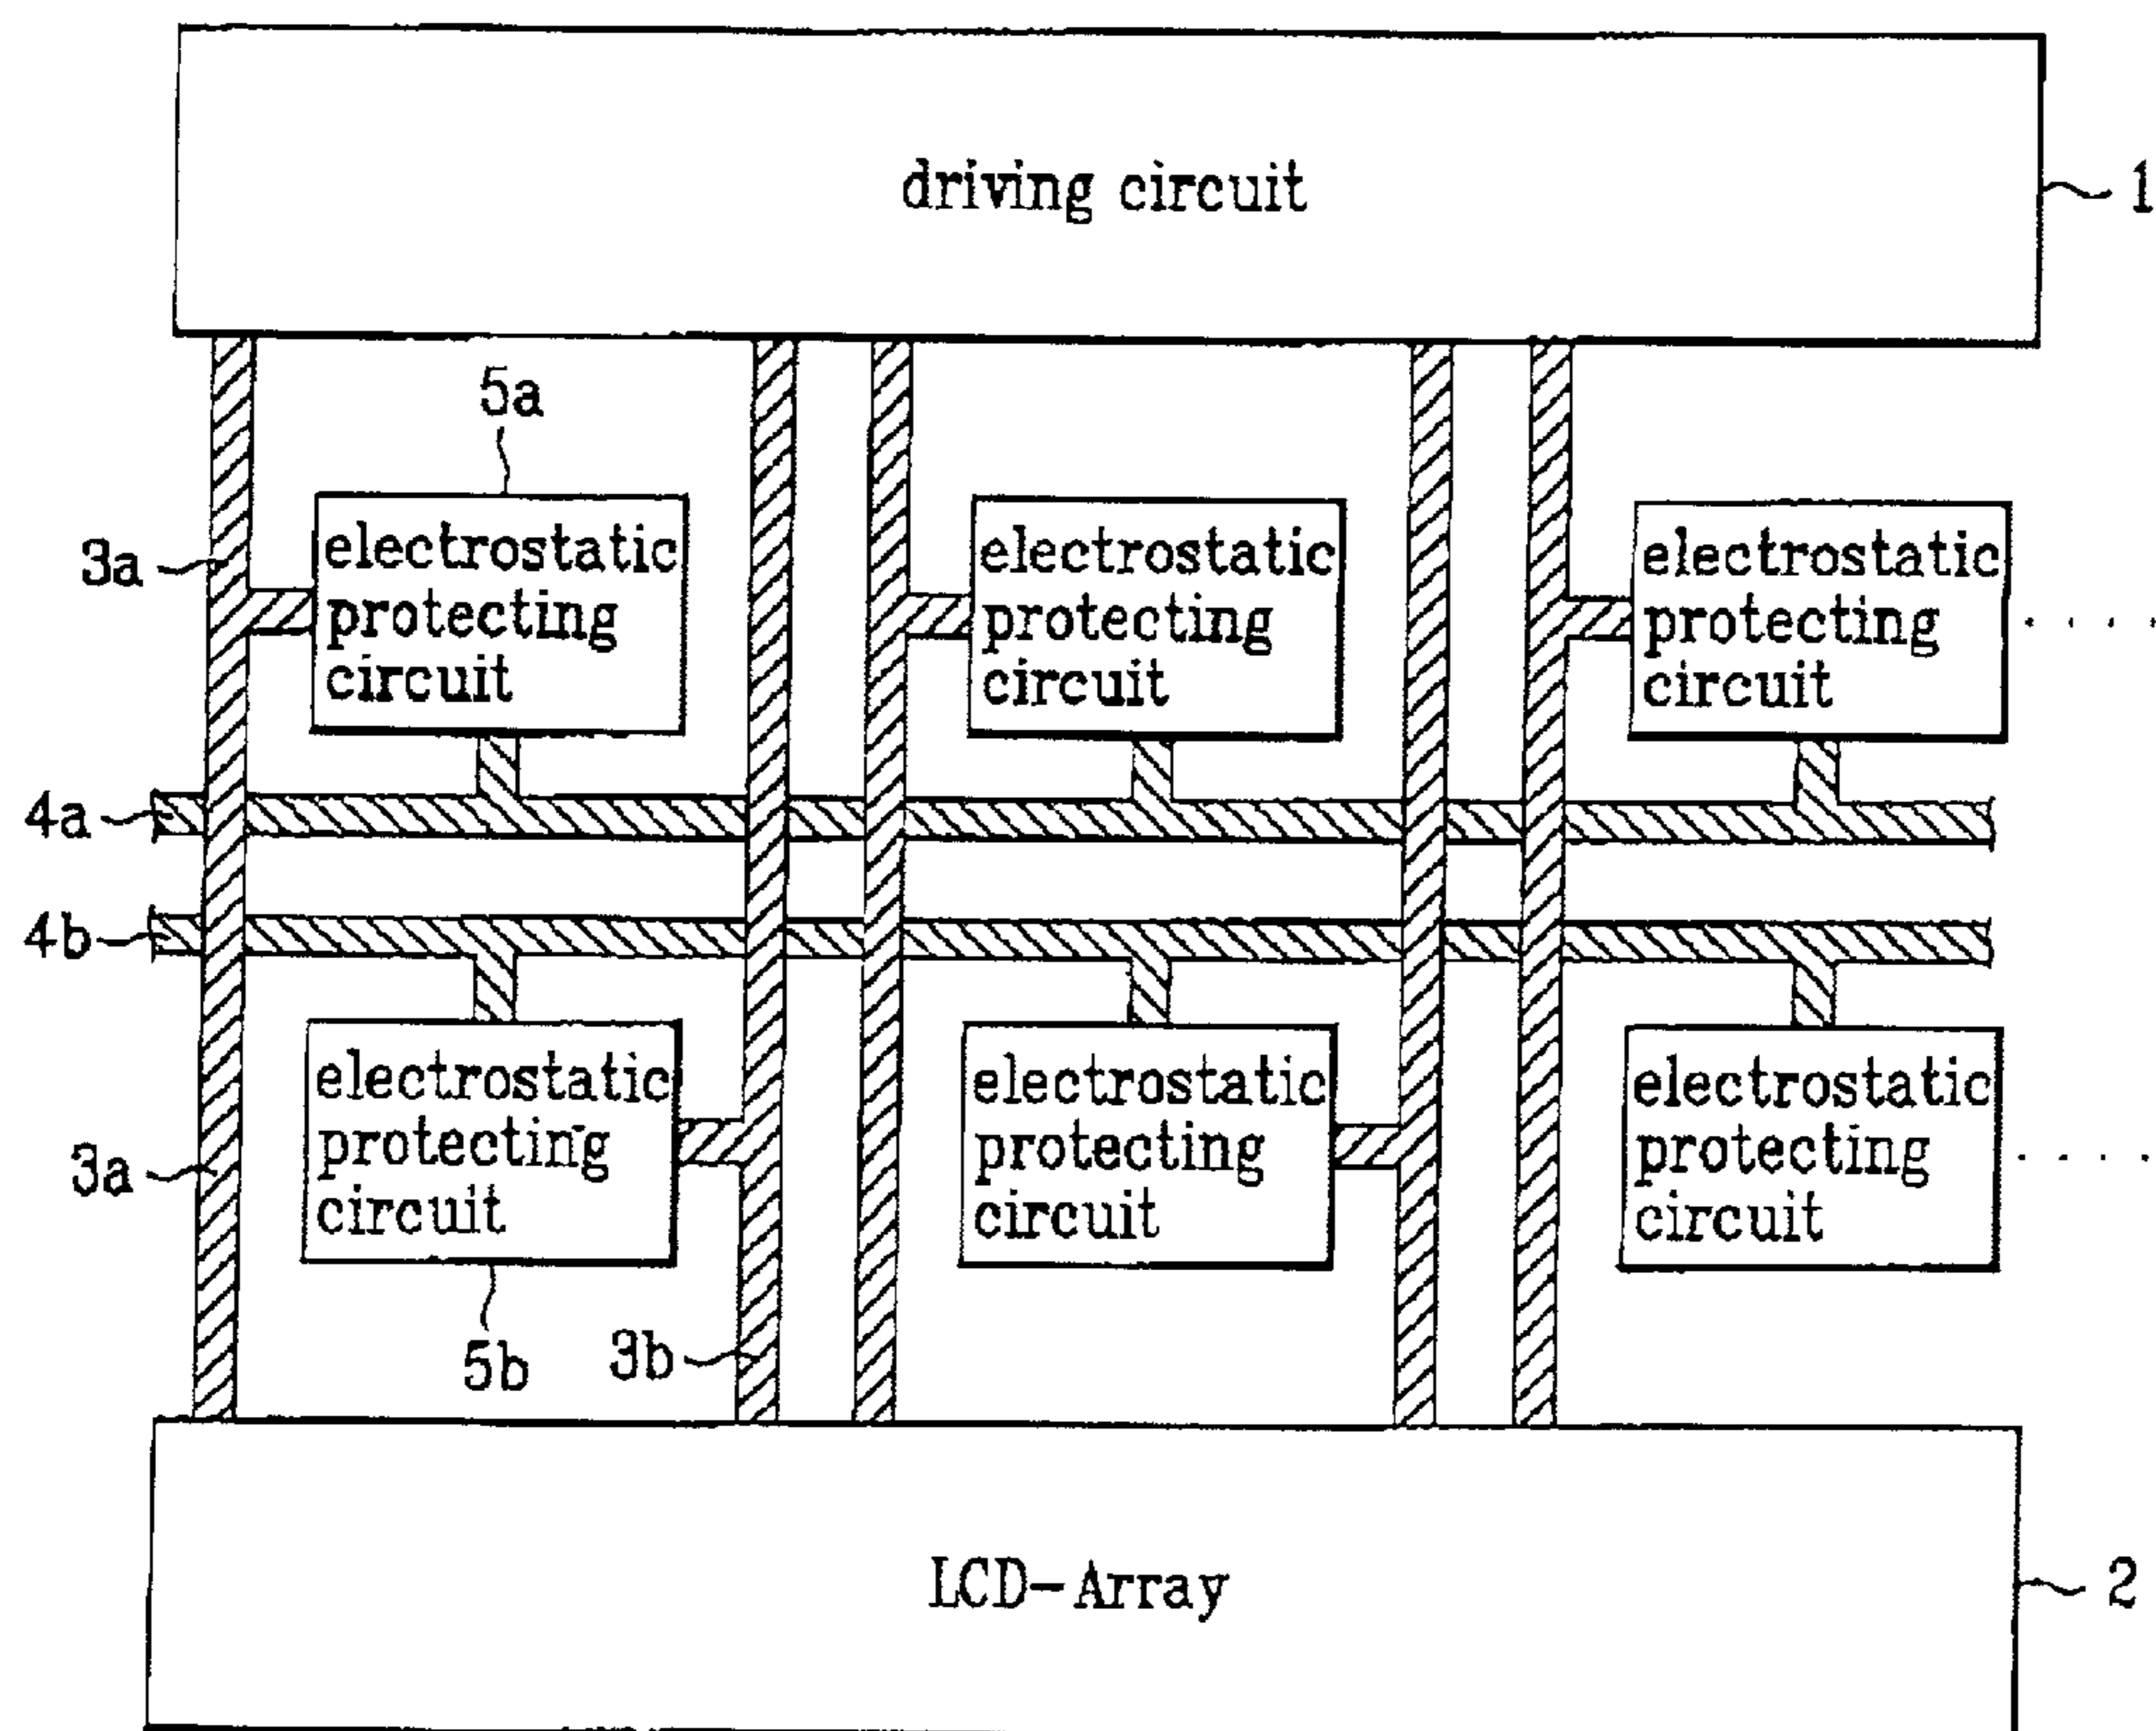 driving circuit
1
5a
3a
electrostatic
protecting
circuit
electrostatic
protecting
circuit
electrostatic
protecting
circuit
. . . .
4a
4b
3a
electrostatic
protecting
circuit
electrostatic
protecting
circuit
electrostatic
protecting
circuit
. . . .
5b
3b
LCD-Array
2